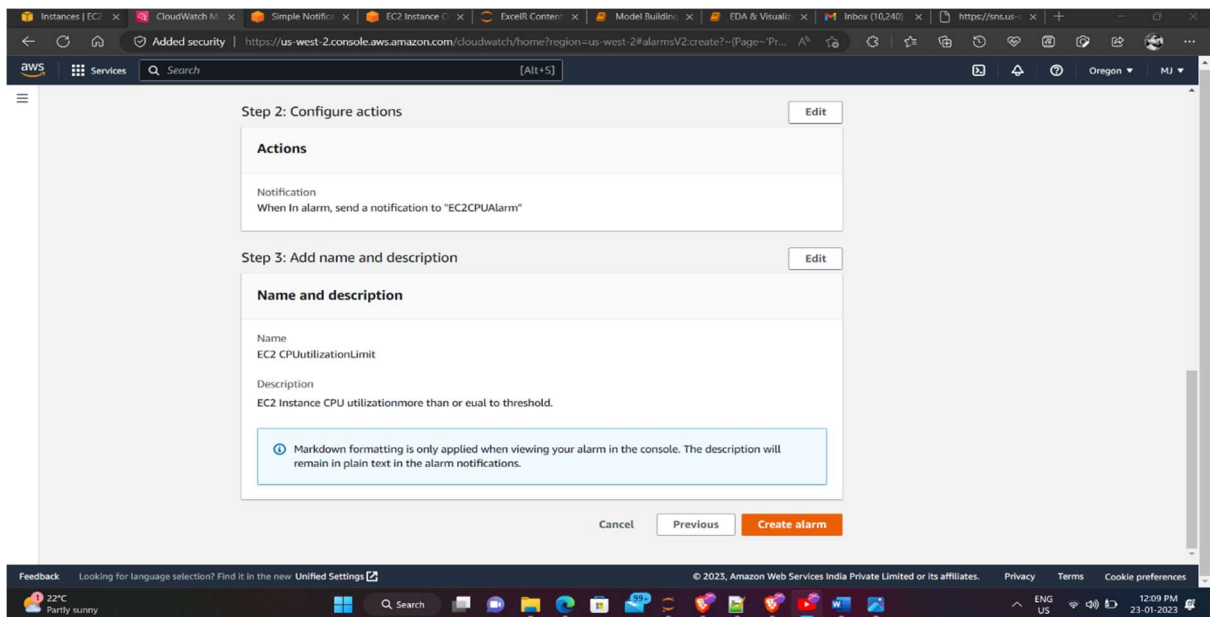 Instances | EC2
CloudWatch M
Simple Notific
EC2 Instance C
ExcelR Content
Model Building
EDA & Visualiz
Inbox (10,240)
https://sns.us-w
Added security
https://us-west-2.console.aws.amazon.com/cloudwatch/home?region=us-west-2#alarmsV2:create?~(Page~'Pr...
aws
Services
Search
[Alt+S]
Oregon
MJ
Step 2: Configure actions
Edit
Actions
Notification
When In alarm, send a notification to "EC2CPUAlarm"
Step 3: Add name and description
Edit
Name and description
Name
EC2 CPUutilizationLimit
Description
EC2 Instance CPU utilizationmore than or eual to threshold.
Markdown formatting is only applied when viewing your alarm in the console. The description will
remain in plain text in the alarm notifications.
Cancel
Previous
Create alarm
Feedback
Looking for language selection? Find it in the new Unified Settings
© 2023, Amazon Web Services India Private Limited or its affiliates.
Privacy
Terms
Cookie preferences
1
22°C
Partly sunny
Search
99+
ENG
US
12:09 PM
23-01-2023